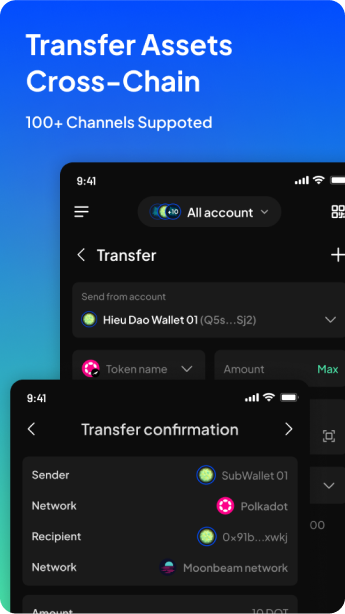 Transfer Assets
Cross-Chain
100+ Channels Suppoted
9:41
+10 All account
Transfer
Send from account
Hieu Dao Wallet 01 (Q5s...Sj2)
Token name
Amount Max
9:41
Transfer confirmation
Sender SubWallet 01
Network Polkadot
Recipient 0x91b...xwkj
Network Moonbeam network
00
Amount 10 DOT